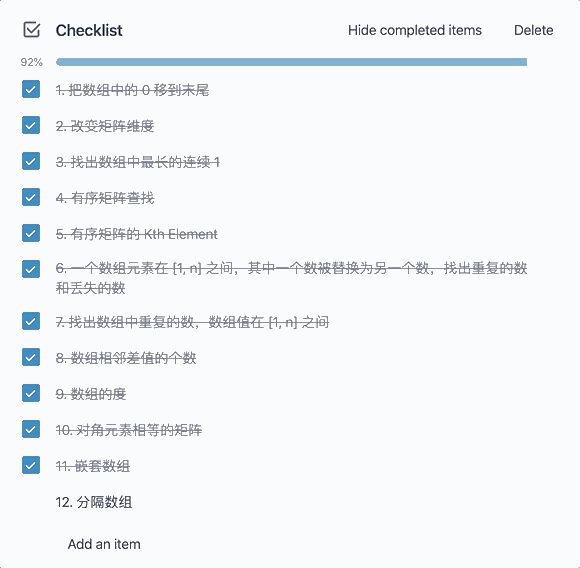 Checklist
Hide completed items
Delete
92%
1. 把数组中的 0 移到末尾
2. 改变矩阵维度
3. 找出数组中最长的连续 1
4. 有序矩阵查找
5. 有序矩阵的 Kth Element
6. 一个数组元素在 [1, n] 之间，其中一个数被替换为另一个数，找出重复的数
和丢失的数
7. 找出数组中重复的数，数组值在 [1, n] 之间
8. 数组相邻差值的个数
9. 数组的度
10. 对角元素相等的矩阵
11. 嵌套数组
12. 分隔数组
Add an item